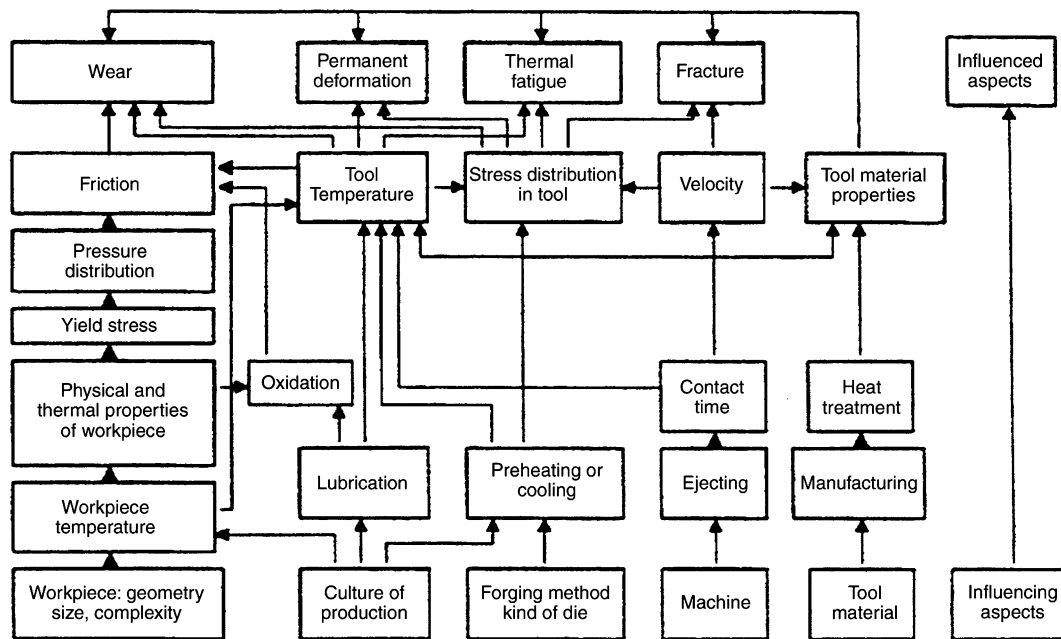 Wear
Permanent
deformation
Thermal
fatigue
Fracture
Influenced
aspects
Friction
Tool
Temperature
Stress distribution
in tool
Velocity
Tool material
properties
Pressure
distribution
Yield stress
Physical and
thermal properties
of workpiece
Oxidation
Contact
time
Heat
treatment
Workpiece
temperature
Lubrication
Preheating or
cooling
Ejecting
Manufacturing
Workpiece: geometry
size, complexity
Culture of
production
Forging method
kind of die
Machine
Tool
material
Influencing
aspects